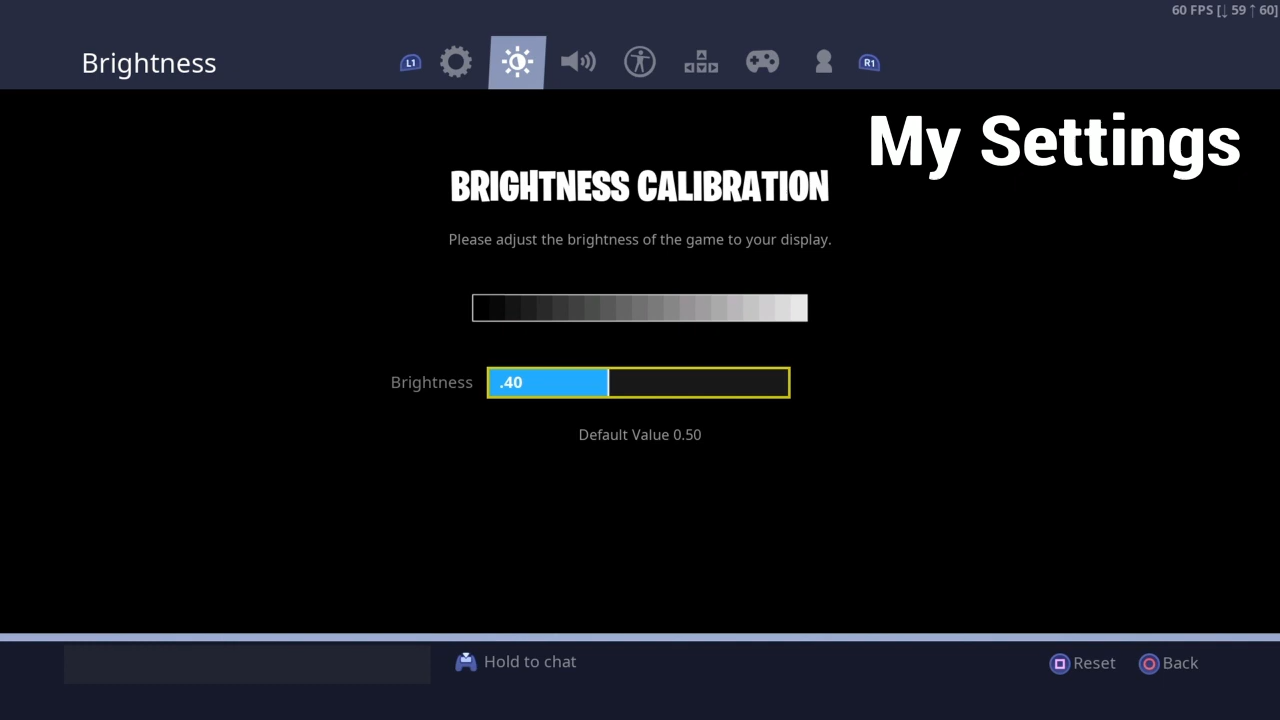 60 FPS [↓ 59 ↑ 60]
Brightness
L1
R1
My Settings
BRIGHTNESS CALIBRATION
Please adjust the brightness of the game to your display.
Brightness .40
Default Value 0.50
Hold to chat
Reset
Back